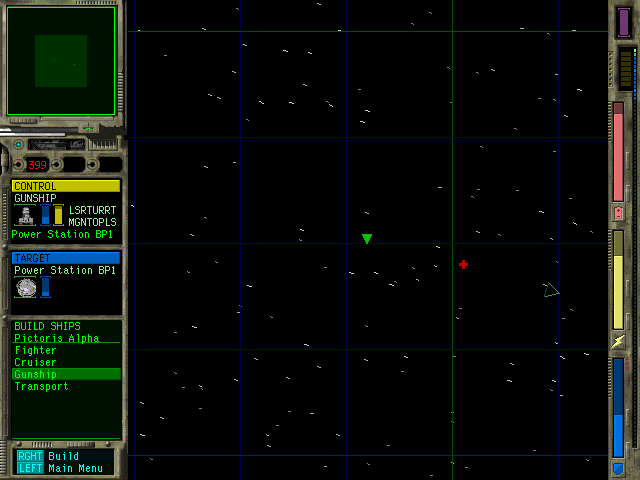 399
CONTROL
GUNSHIP
LSRTURRT
MGNTOPLS
Power Station BP1
TARGET
Power Station BP1
BUILD SHIPS
Pictoris Alpha
Fighter
Cruiser
Gunship
Transport
RGHT Build
LEFT Main Menu